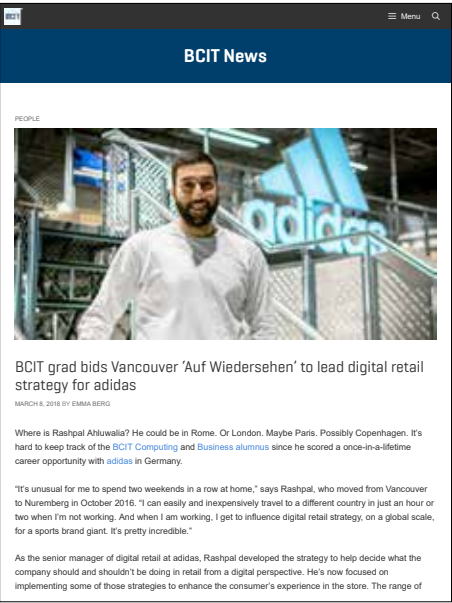 BCIT
Menu
BCIT News
PEOPLE
adidas
BCIT grad bids Vancouver ‘Auf Wiedersehen’ to lead digital retail
strategy for adidas
MARCH 8, 2018 BY EMMA BERG
Where is Rashpal Ahluwalia? He could be in Rome. Or London. Maybe Paris. Possibly Copenhagen. It's
hard to keep track of the BCIT Computing and Business alumnus since he scored a once-in-a-lifetime
career opportunity with adidas in Germany.
“It's unusual for me to spend two weekends in a row at home,” says Rashpal, who moved from Vancouver
to Nuremberg in October 2016. “I can easily and inexpensively travel to a different country in just an hour or
two when I'm not working. And when I am working, I get to influence digital retail strategy, on a global scale,
for a sports brand giant. It's pretty incredible.”
As the senior manager of digital retail at adidas, Rashpal developed the strategy to help decide what the
company should and shouldn't be doing in retail from a digital perspective. He's now focused on
implementing some of those strategies to enhance the consumer's experience in the store. The range of